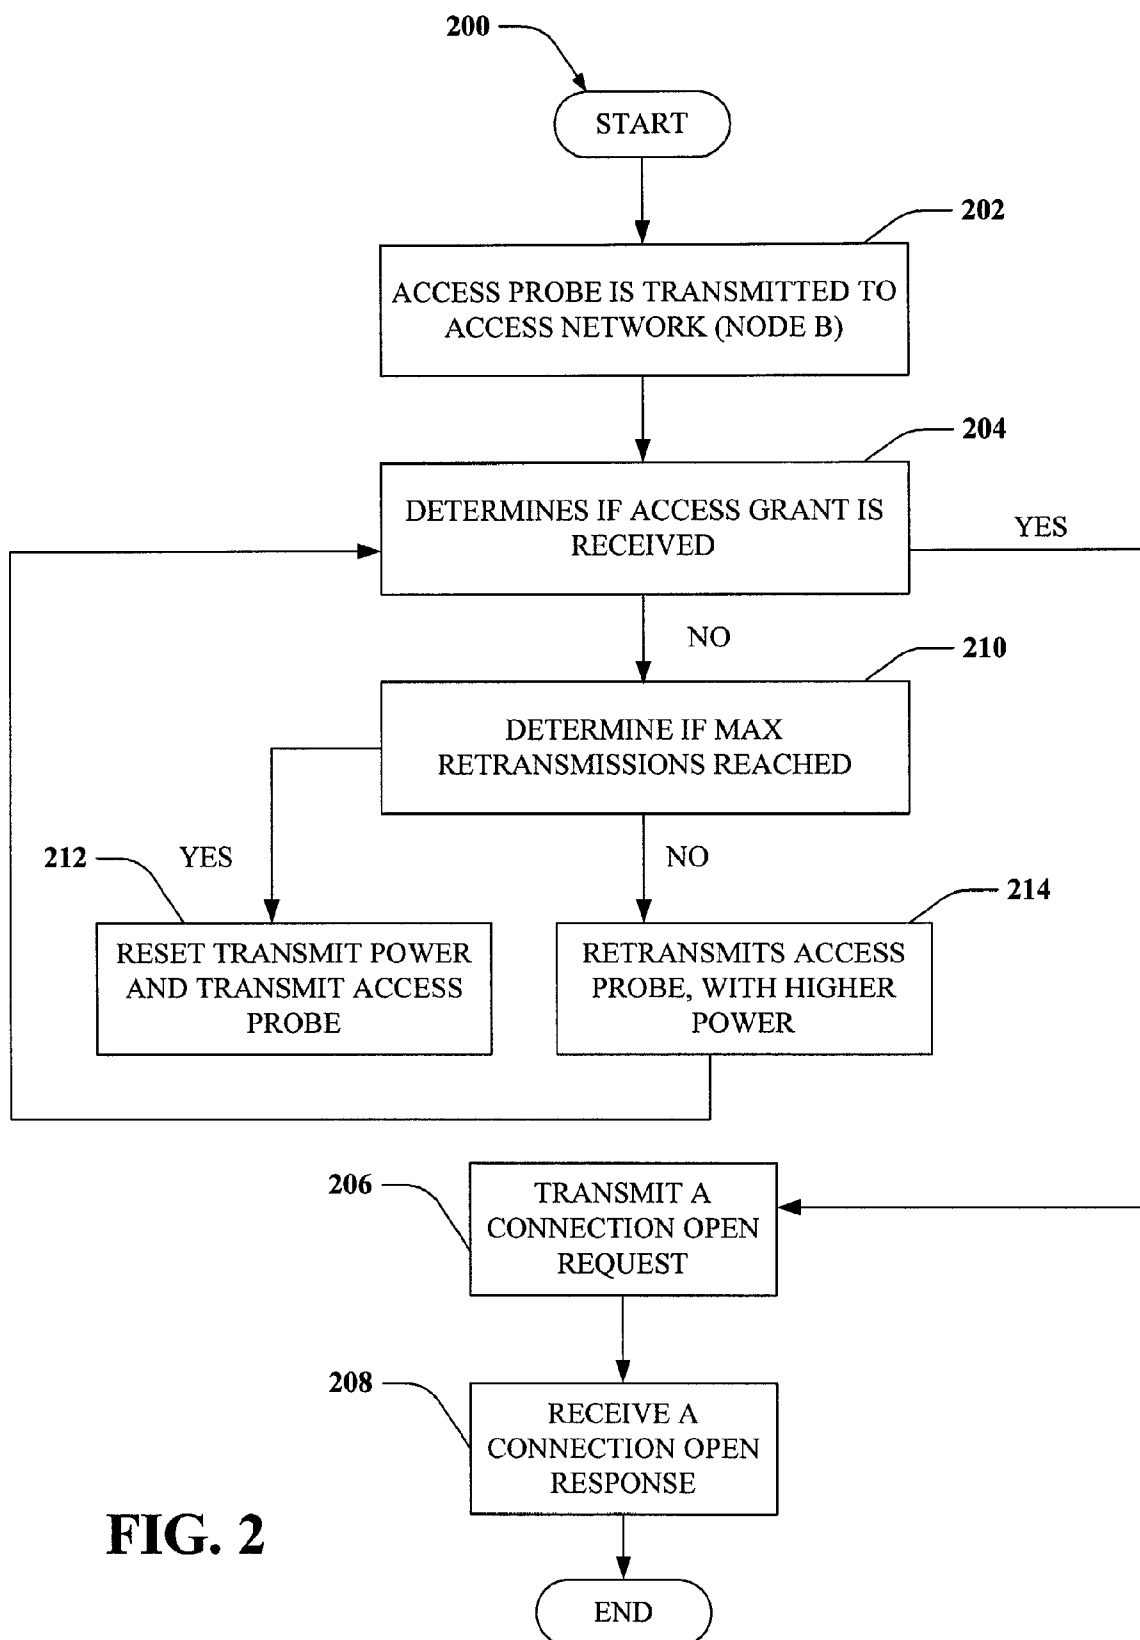 200
START
202
ACCESS PROBE IS TRANSMITTED TO
ACCESS NETWORK (NODE B)
204
DETERMINES IF ACCESS GRANT IS
RECEIVED
YES
NO
210
DETERMINE IF MAX
RETRANSMISSIONS REACHED
212
YES
NO
214
RESET TRANSMIT POWER
AND TRANSMIT ACCESS
PROBE
RETRANSMITS ACCESS
PROBE, WITH HIGHER
POWER
206
TRANSMIT A
CONNECTION OPEN
REQUEST
208
RECEIVE A
CONNECTION OPEN
RESPONSE
FIG. 2
END